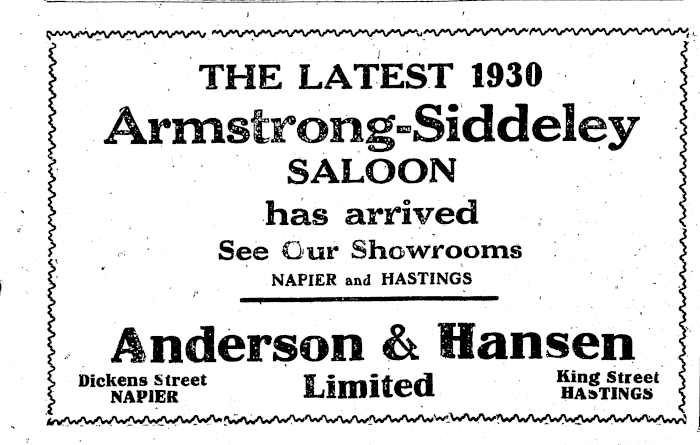 THE LATEST 1930
Armstrong-Siddeley
SALOON
has arrived
See Our Showrooms
NAPIER and HASTINGS
Anderson & Hansen
Limited
Dickens Street
NAPIER
King Street
HASTINGS